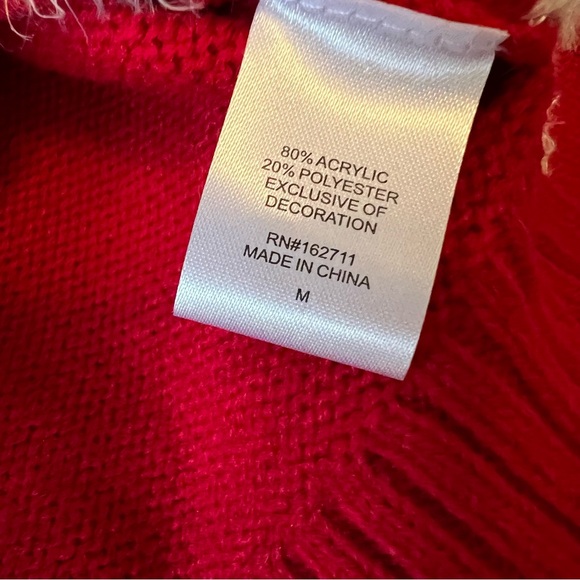 80% ACRYLIC
20% POLYESTER
EXCLUSIVE OF
DECORATION
RN#162711
MADE IN CHINA
M